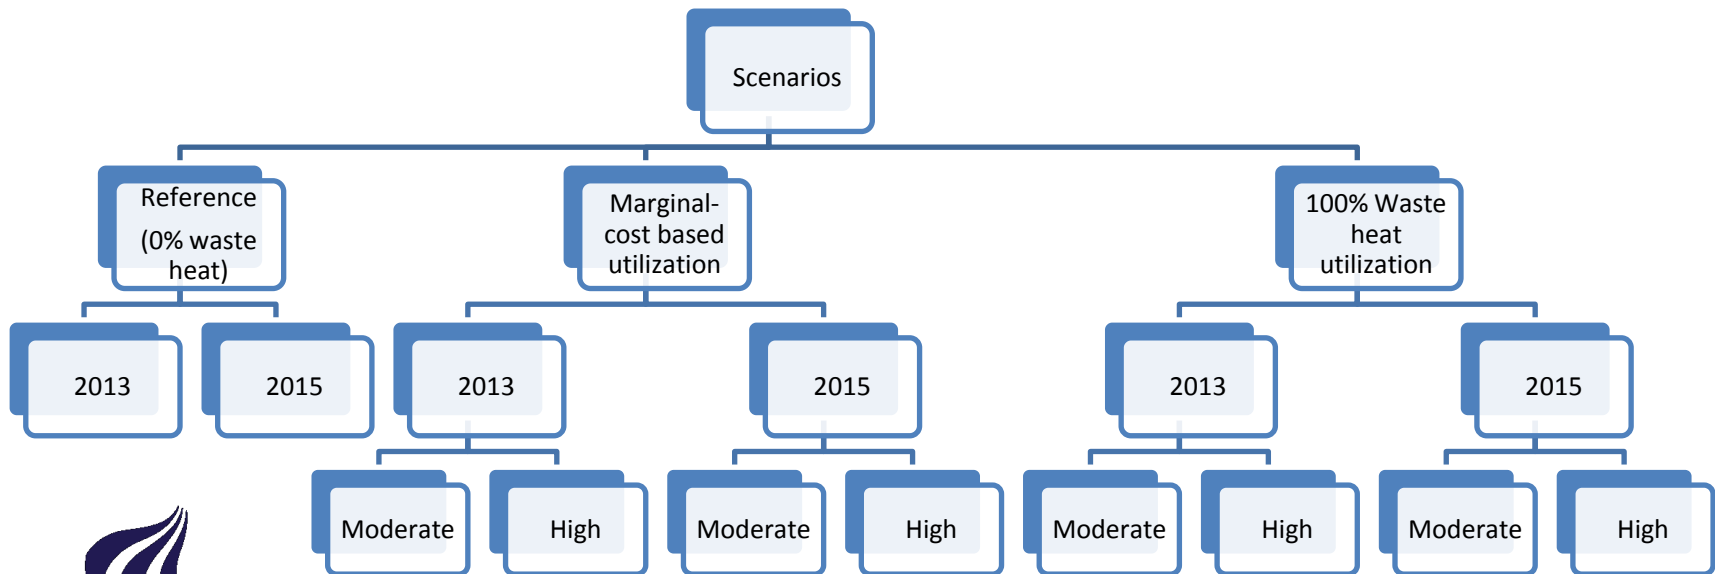 Scenarios
Reference
(0% waste
heat)
Marginal-
cost based
utilization
100% Waste
heat
utilization
2013
2015
2013
2015
2013
2015
Moderate
High
Moderate
High
Moderate
High
Moderate
High